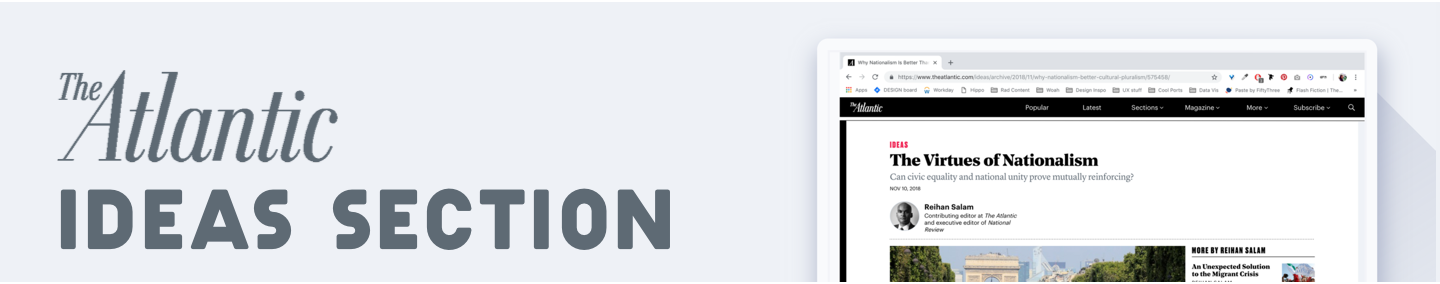 The Atlantic
IDEAS SECTION
Why Nationalism Is Better Tha
https://www.theatlantic.com/ideas/archive/2018/11/why-nationalism-better-cultural-pluralism/575458/
Apps DESIGN board Workday Hippo Rad Content Woah Design Inspo UX stuff Cool Ports Data Vis Paste by FiftyThree Flash Fiction | The... »
The Atlantic Popular Latest Sections Magazine More Subscribe
IDEAS
The Virtues of Nationalism
Can civic equality and national unity prove mutually reinforcing?
NOV 10, 2018
Reihan Salam
Contributing editor at The Atlantic
and executive editor of National
Review
MORE BY REIHAN SALAM
An Unexpected Solution
to the Migrant Crisis